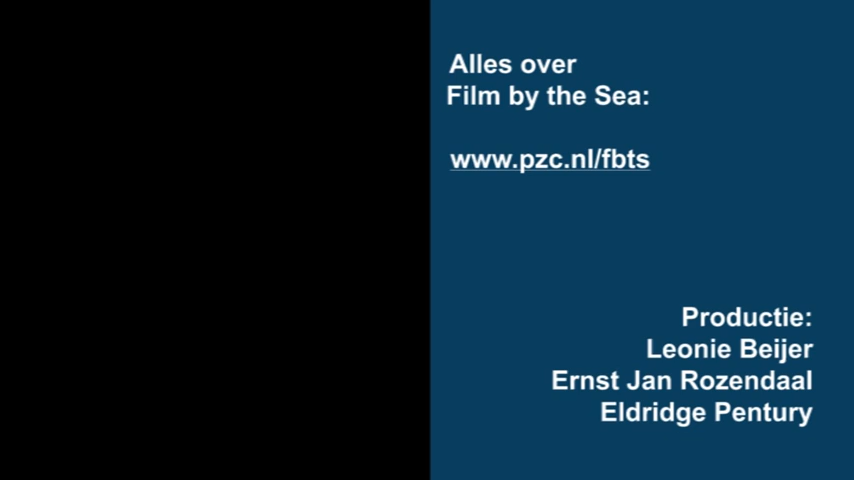 Alles over
Film by the Sea:
www.pzc.nl/fbts
Productie:
Leonie Beijer
Ernst Jan Rozendaal
Eldridge Pentury